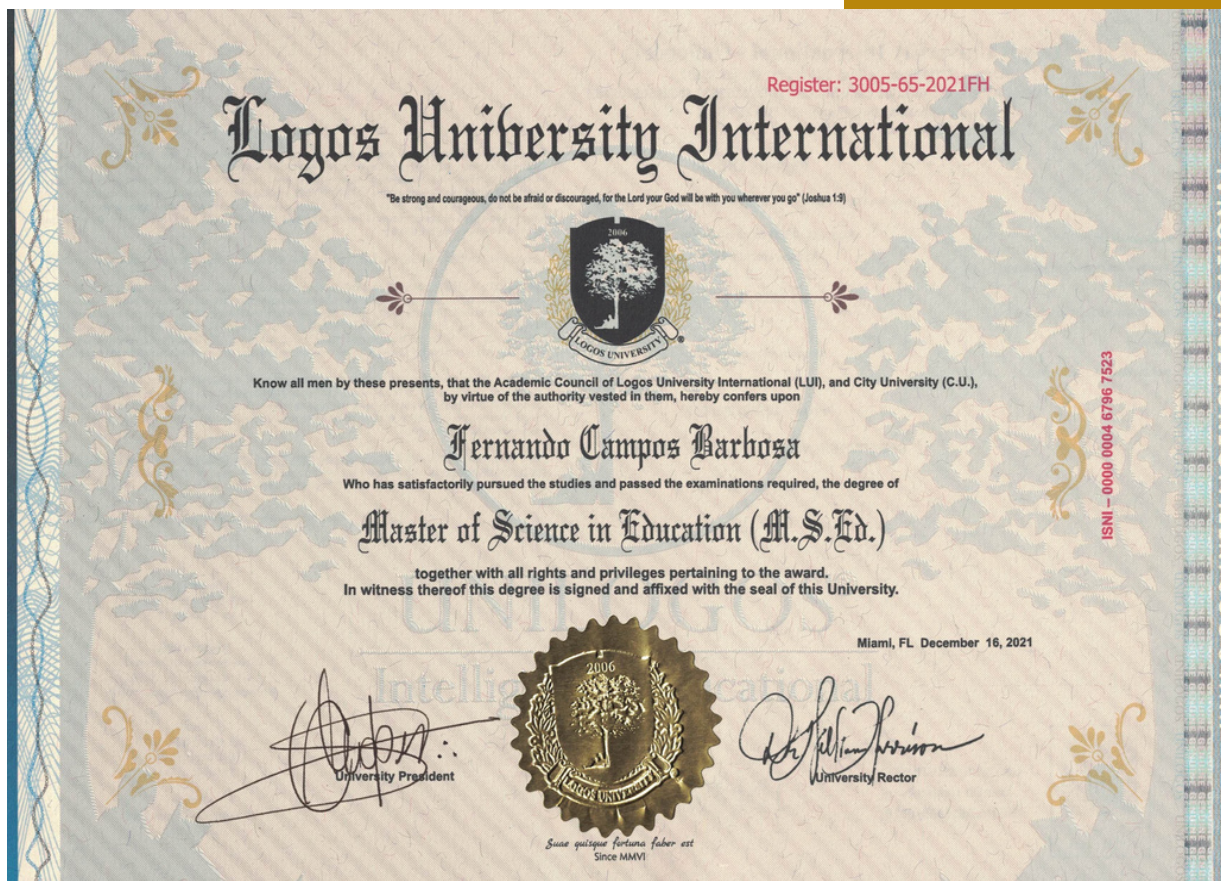 Register: 3005-65-2021FH
Logos University International
"Be strong and courageous, do not be afraid or discouraged, for the Lord your God will be with you wherever you go" (Joshua 1:9)
2006
LOGOS UNIVERSITY
®
Know all men by these presents, that the Academic Council of Logos University International (LUI), and City University (C.U.),
by virtue of the authority vested in them, hereby confers upon
Fernando Campos Barbosa
Who has satisfactorily pursued the studies and passed the examinations required, the degree of
Master of Science in Education (M.S.Ed.)
together with all rights and privileges pertaining to the award.
In witness thereof this degree is signed and affixed with the seal of this University.
UNILOGOS
Miami, FL December 16, 2021
2006
LOGOS UNIVERSITY
University President
University Rector
Suae quisque fortuna faber est
Since MMVI
ISNI – 0000 0004 6796 7523